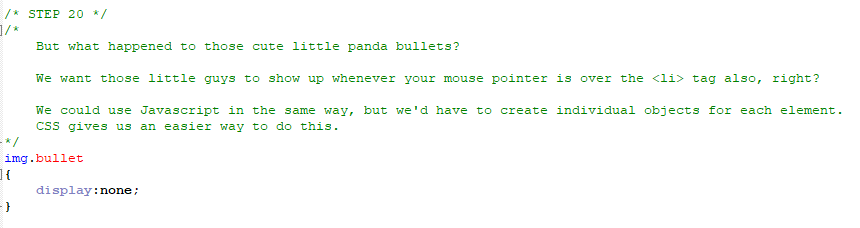 /* STEP 20 */
/*
But what happened to those cute little panda bullets?
We want those little guys to show up whenever your mouse pointer is over the <li> tag also, right?
We could use Javascript in the same way, but we'd have to create individual objects for each element.
CSS gives us an easier way to do this.
*/
img.bullet
{
display:none;
}